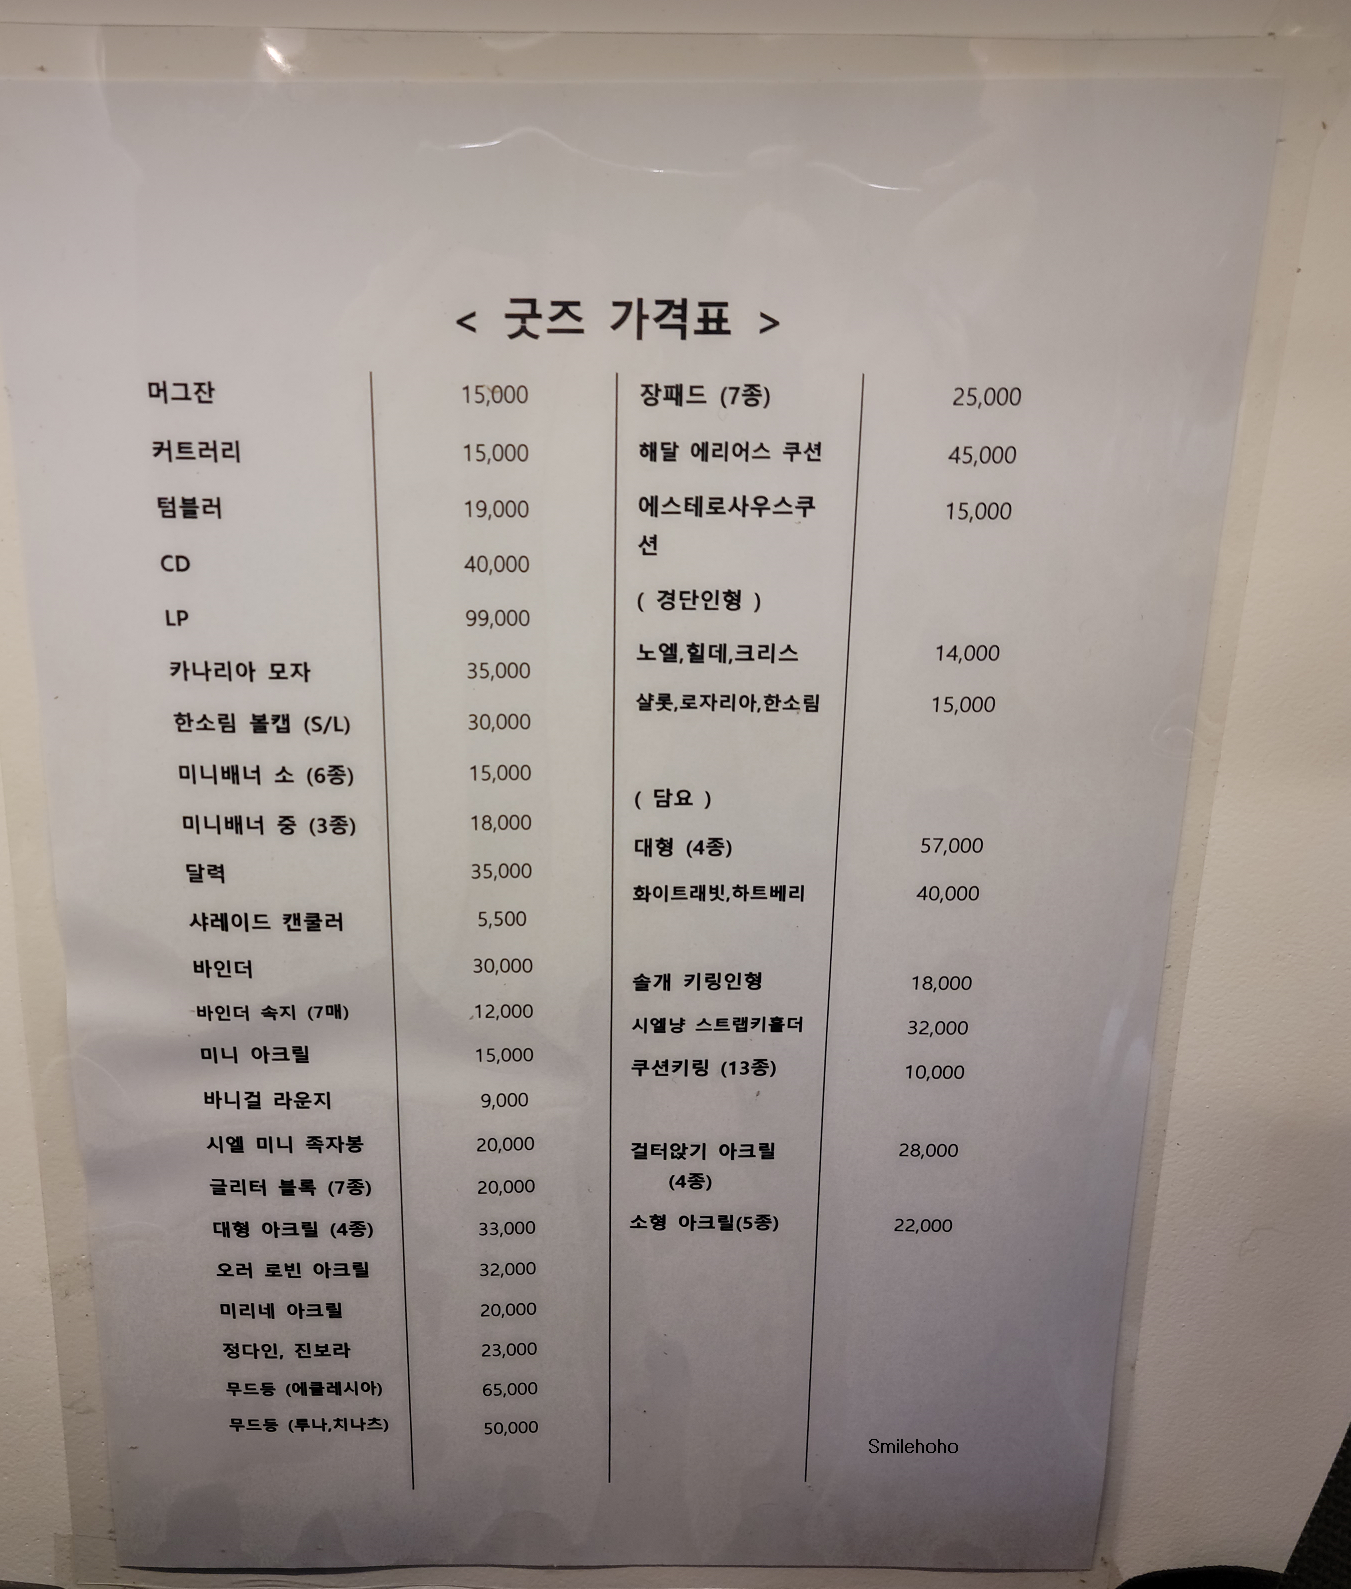 < 굿즈 가격표 >
머그잔 15,000
커트러리 15,000
텀블러 19,000
CD 40,000
LP 99,000
카나리아 모자 35,000
한소림 볼캡 (S/L) 30,000
미니배너 소 (6종) 15,000
미니배너 중 (3종) 18,000
달력 35,000
샤레이드 캔쿨러 5,500
바인더 30,000
바인더 속지 (7매) 12,000
미니 아크릴 15,000
바니걸 라운지 9,000
시엘 미니 족자봉 20,000
글리터 블록 (7종) 20,000
대형 아크릴 (4종) 33,000
오러 로빈 아크릴 32,000
미리네 아크릴 20,000
정다인, 진보라 23,000
무드등 (에클레시아) 65,000
무드등 (루나,치나츠) 50,000
장패드 (7종) 25,000
해달 에리어스 쿠션 45,000
에스테로사우스쿠 15,000
션
( 경단인형 )
노엘,힐데,크리스 14,000
샬롯,로자리아,한소림 15,000
( 담요 )
대형 (4종) 57,000
화이트래빗,하트베리 40,000
솔개 키링인형 18,000
시엘냥 스트랩키홀더 32,000
쿠션키링 (13종) 10,000
걸터앉기 아크릴 28,000
(4종)
소형 아크릴(5종) 22,000
Smilehoho